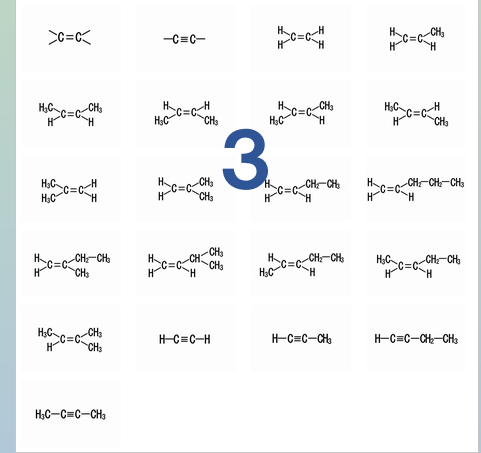 H H H CH₃
C=C —C≡C— C=C C=C
H H H H
H₃C CH₃ H H H CH₃ H₃C H
C=C C=C C=C C=C
H H H₃C CH₃ H₃C H H CH₃
3
H₃C H H CH₃ H CH₂—CH₃ H CH₂—CH₂—CH₃
C=C C=C C=C C=C
H₃C H H CH₃ H H H H
CH₃
H CH₂—CH₃ H CH H CH₂—CH₃ H₃C CH₂—CH₃
CH₃
C=C C=C C=C C=C
H CH₃ H H H₃C H H H
H₃C CH₃
C=C H—C≡C—H H—C≡C—CH₃ H—C≡C—CH₂—CH₃
H CH₃
H₃C—C≡C—CH₃